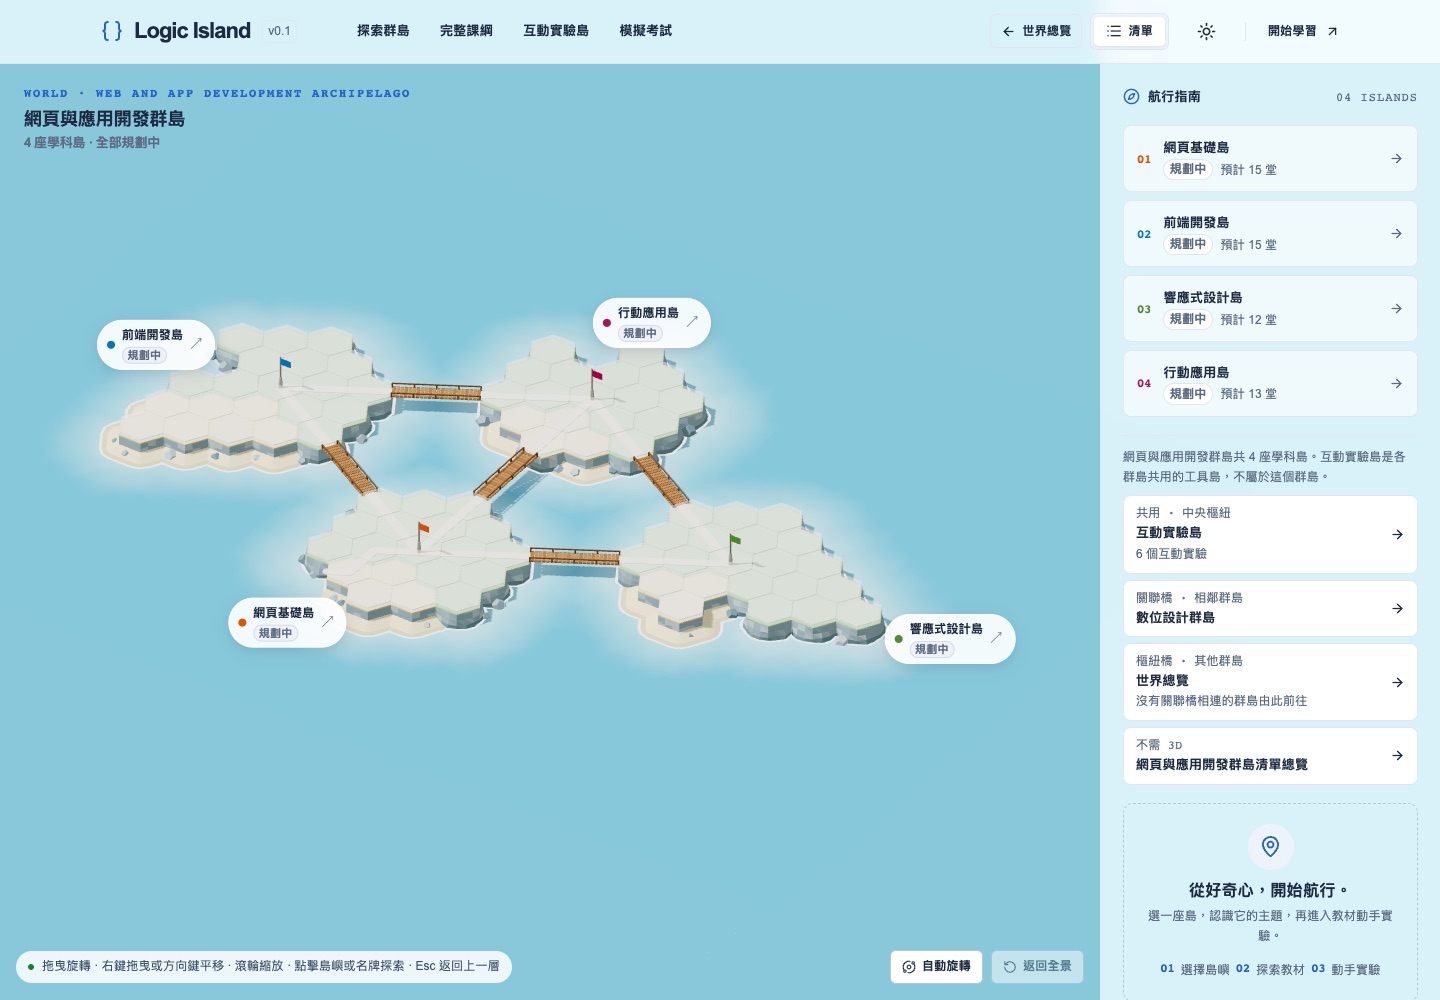 { } Logic Island v0.1
探索群島 完整課綱 互動實驗島 模擬考試
世界總覽 清單 開始學習
WORLD · WEB AND APP DEVELOPMENT ARCHIPELAGO
網頁與應用開發群島
4 座學科島 · 全部規劃中
前端開發島
規劃中
行動應用島
規劃中
網頁基礎島
規劃中
響應式設計島
規劃中
拖曳旋轉 · 右鍵拖曳或方向鍵平移 · 滾輪縮放 · 點擊島嶼或名牌探索 · Esc 返回上一層
自動旋轉
返回全景
航行指南 04 ISLANDS
01 網頁基礎島
規劃中 預計 15 堂
02 前端開發島
規劃中 預計 15 堂
03 響應式設計島
規劃中 預計 12 堂
04 行動應用島
規劃中 預計 13 堂
網頁與應用開發群島共 4 座學科島。互動實驗島是各
群島共用的工具島，不屬於這個群島。
共用 · 中央樞紐
互動實驗島
6 個互動實驗
關聯橋 · 相鄰群島
數位設計群島
樞紐橋 · 其他群島
世界總覽
沒有關聯橋相連的群島由此前往
不需 3D
網頁與應用開發群島清單總覽
從好奇心，開始航行。
選一座島，認識它的主題，再進入教材動手實
驗。
01 選擇島嶼 02 探索教材 03 動手實驗